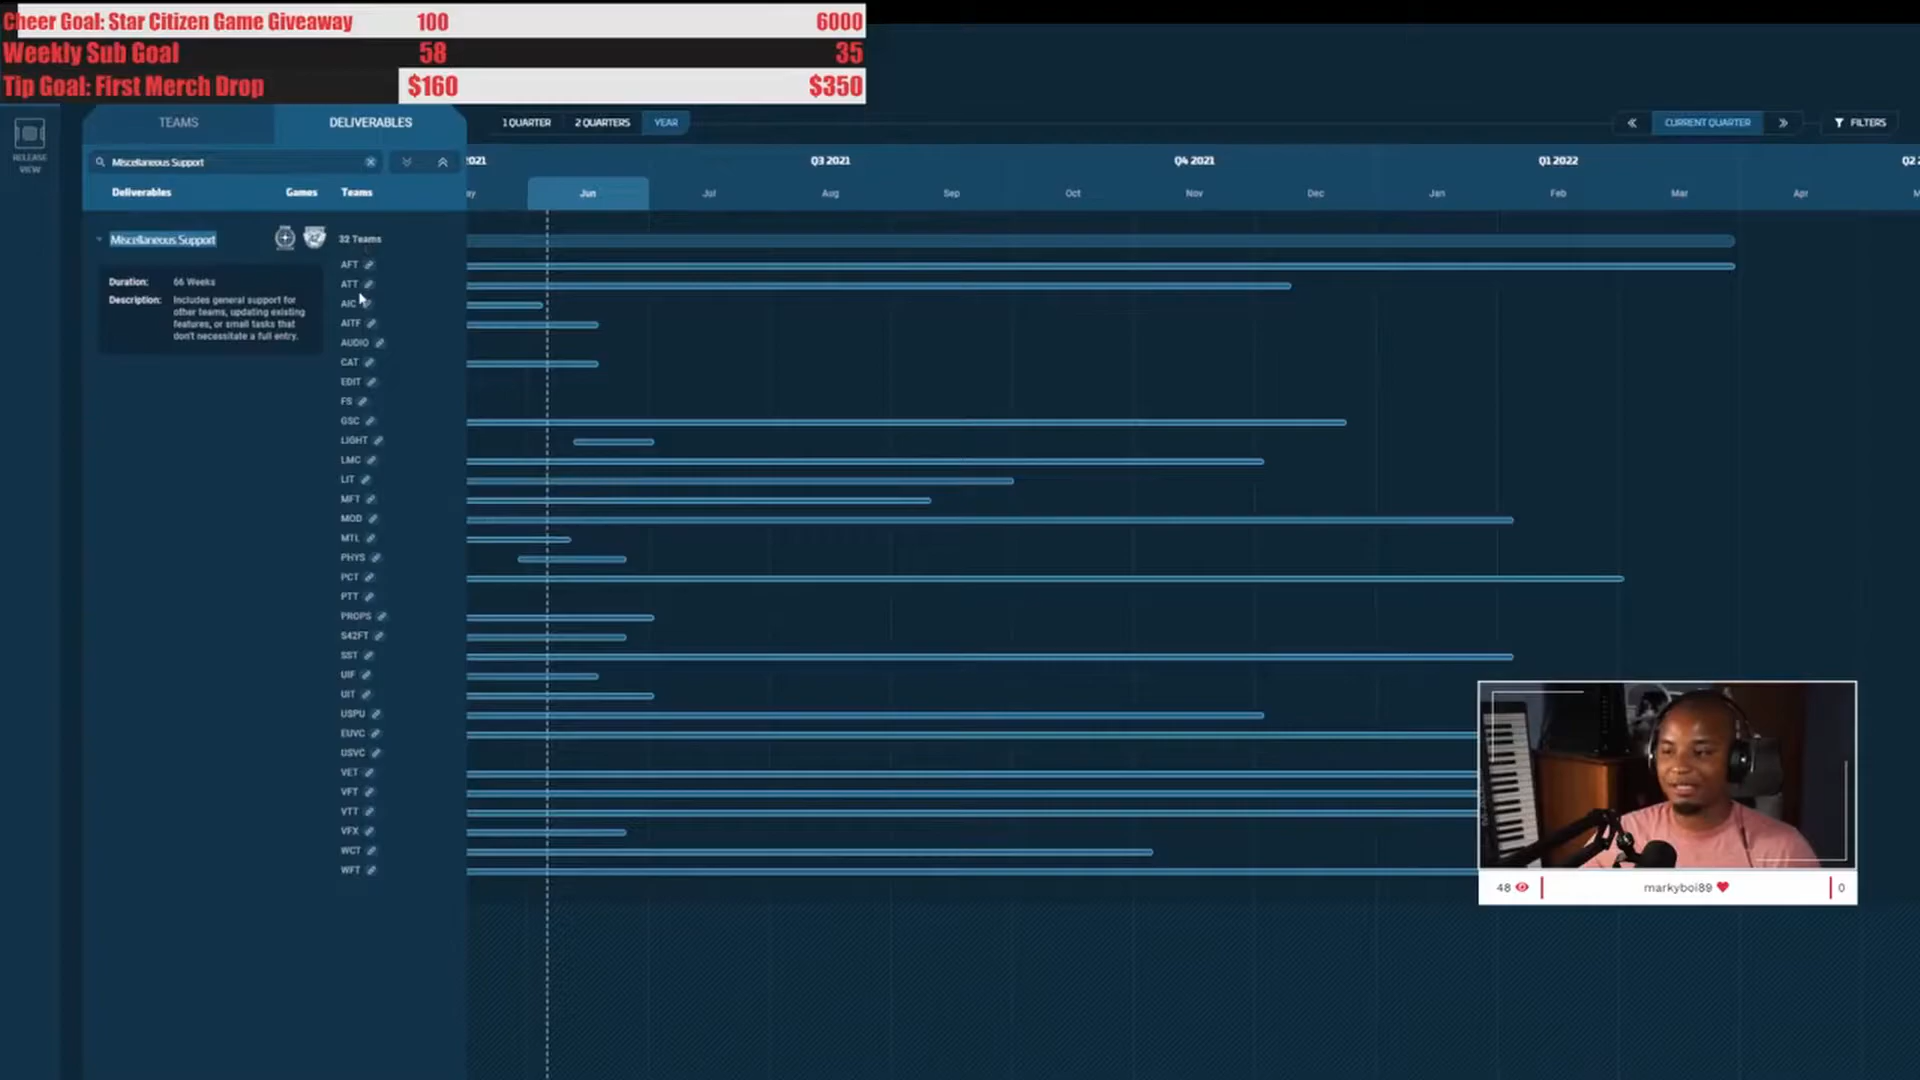 Cheer Goal: Star Citizen Game Giveaway 100 6000
Weekly Sub Goal 58 35
Tip Goal: First Merch Drop $160 $350
TEAMS DELIVERABLES 1 QUARTER 2 QUARTERS YEAR CURRENT QUARTER FILTERS
RELEASE VIEW
Miscellaneous Support
2021 Q3 2021 Q4 2021 Q1 2022 Q2
Deliverables Games Teams
Jun Jul Aug Sep Oct Nov Dec Jan Feb Mar Apr
Miscellaneous Support 32 Teams
Duration: 66 Weeks
Description: Includes general support for
other teams, updating existing
features, or small tasks that
don't necessitate a full entry.
AFT
ATT
AIC
AITF
AUDIO
CAT
EDIT
FS
GSC
LIGHT
LMC
LIT
MFT
MOD
MTL
PHYS
PCT
PTT
PROPS
S42FT
SST
UIF
UIT
USPU
EUVC
USVC
VET
VFT
VTT
VFX
WCT
WFT
48 markyboi89 0